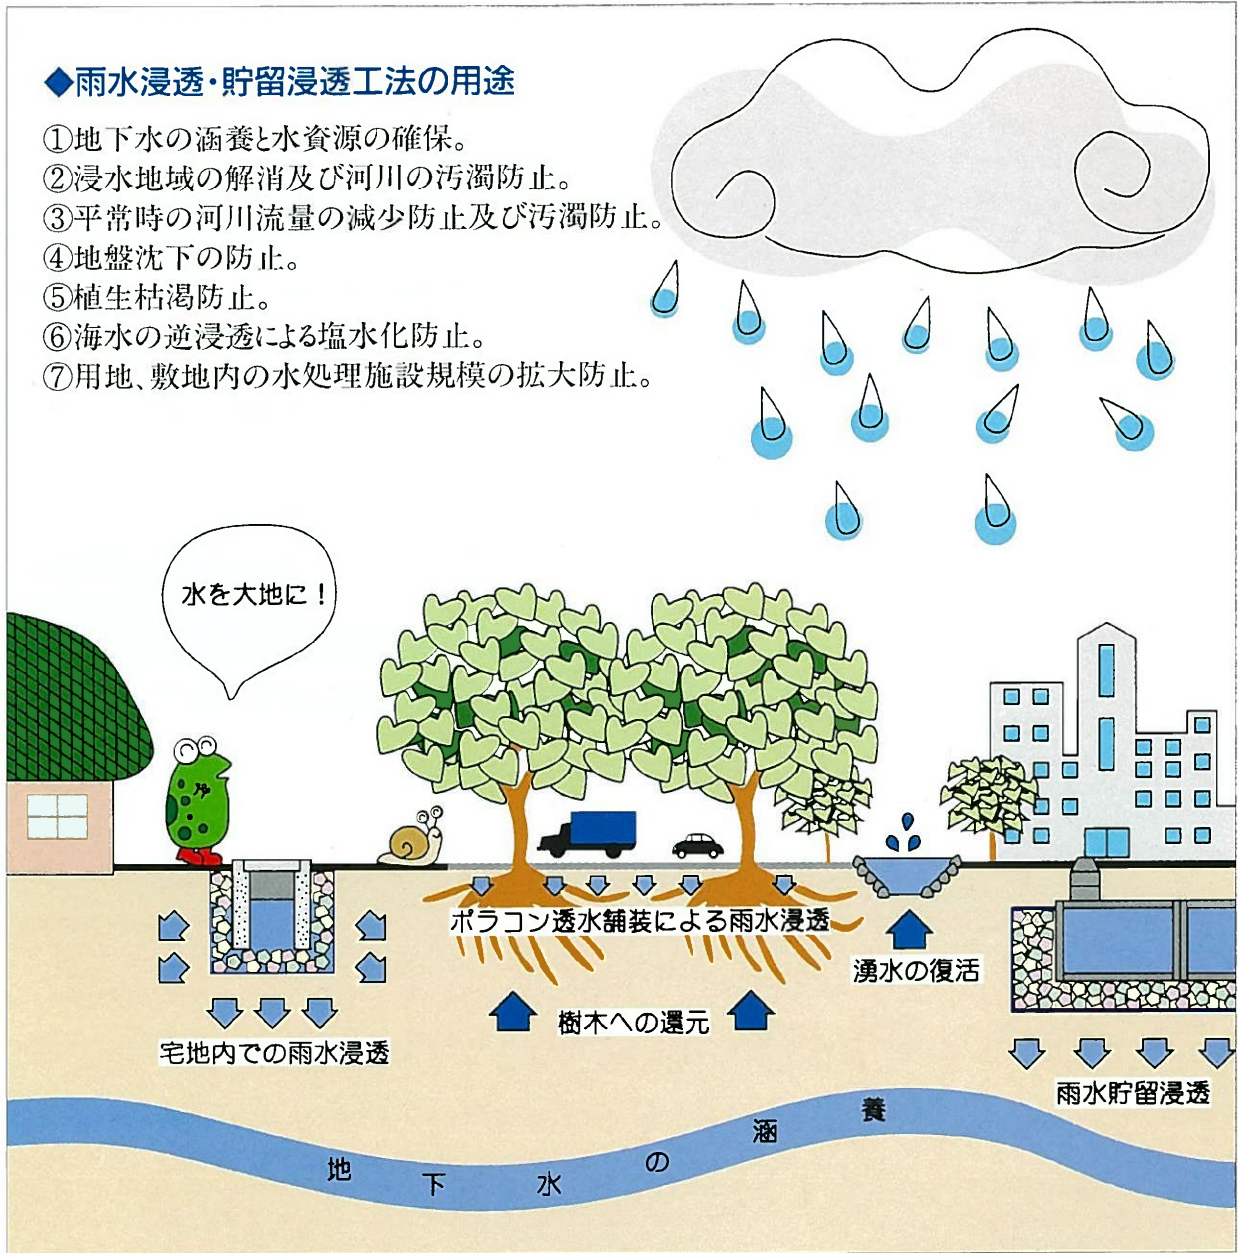 ◆雨水浸透・貯留浸透工法の用途
①地下水の涵養と水資源の確保。
②浸水地域の解消及び河川の汚濁防止。
③平常時の河川流量の減少防止及び汚濁防止。
④地盤沈下の防止。
⑤植生枯渇防止。
⑥海水の逆浸透による塩水化防止。
⑦用地、敷地内の水処理施設規模の拡大防止。
水を大地に！
ポラコン透水舗装による雨水浸透
湧水の復活
樹木への還元
宅地内での雨水浸透
雨水貯留浸透
地下水の涵養